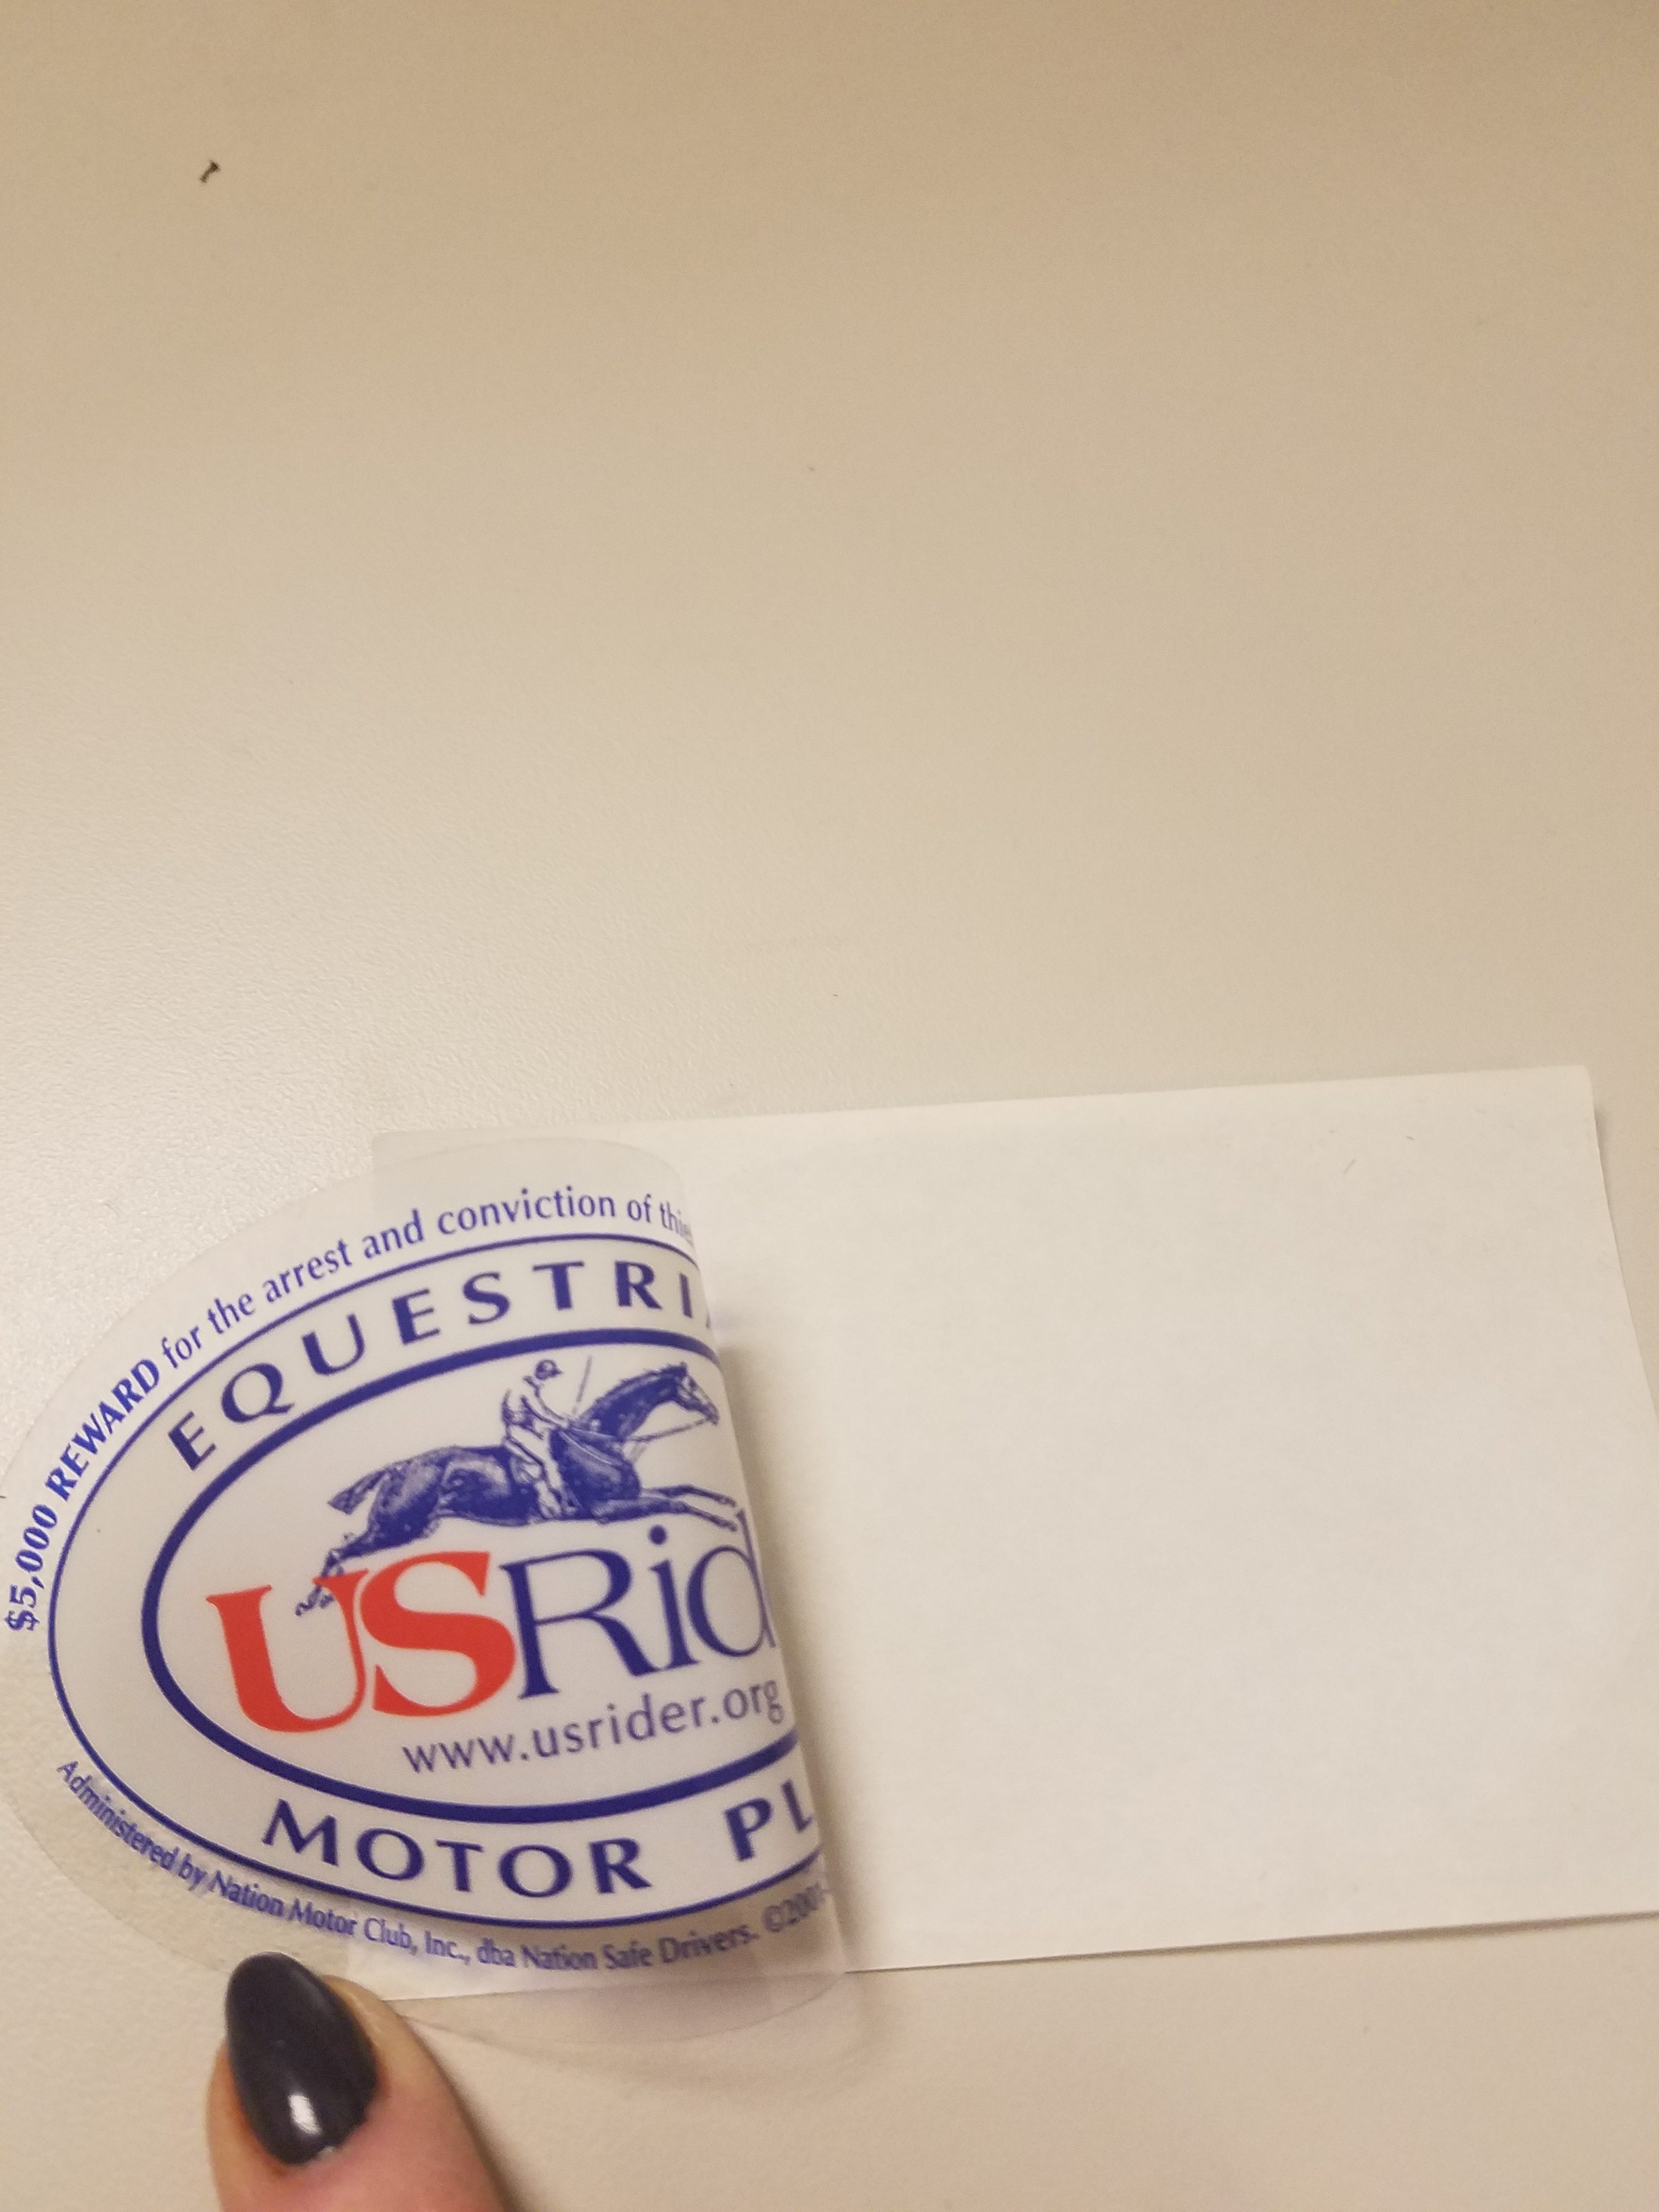 $5,000 REWARD for the arrest and conviction of
EQUESTRI
USRid
www.usrider.org
MOTOR PL
Administered by Nation Motor Club, Inc., dba Nation Safe Drivers. ©2001